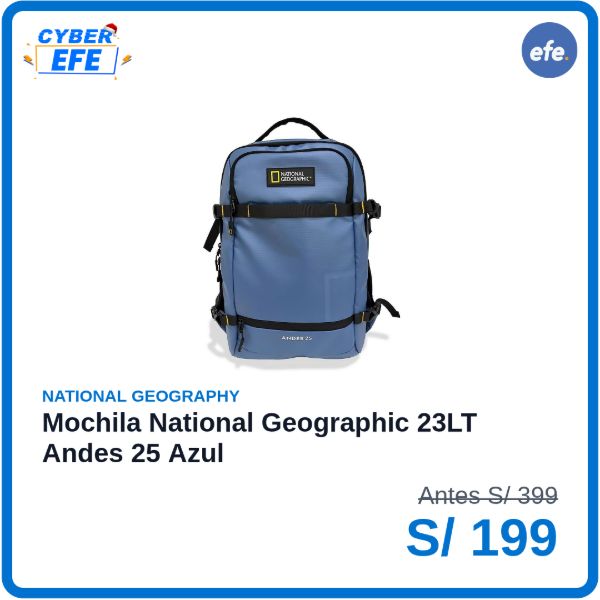 CYBER
EFE
efe.
NATIONAL
GEOGRAPHIC
ANDES 25
NATIONAL GEOGRAPHY
Mochila National Geographic 23LT
Andes 25 Azul
Antes S/ 399
S/ 199